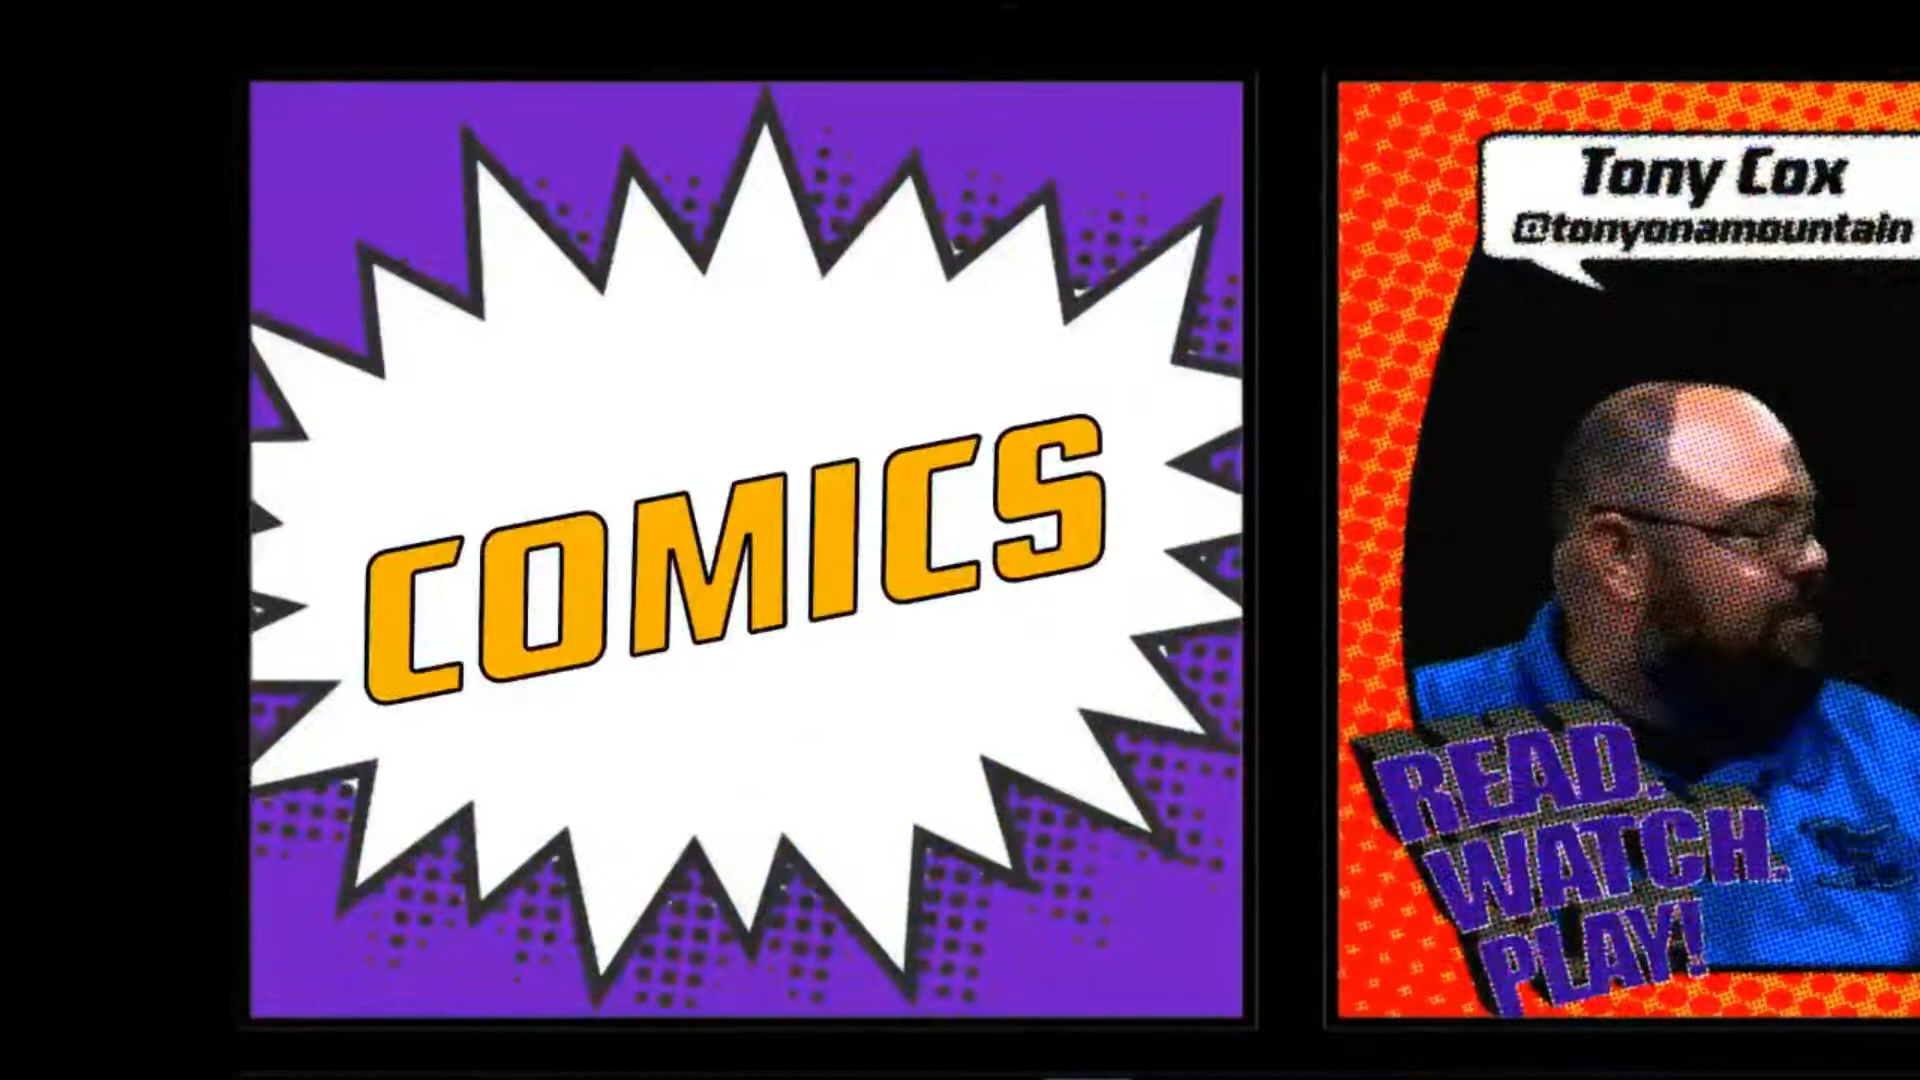 COMICS
Tony Cox
@tonyonamountain
READ.
WATCH.
PLAY!